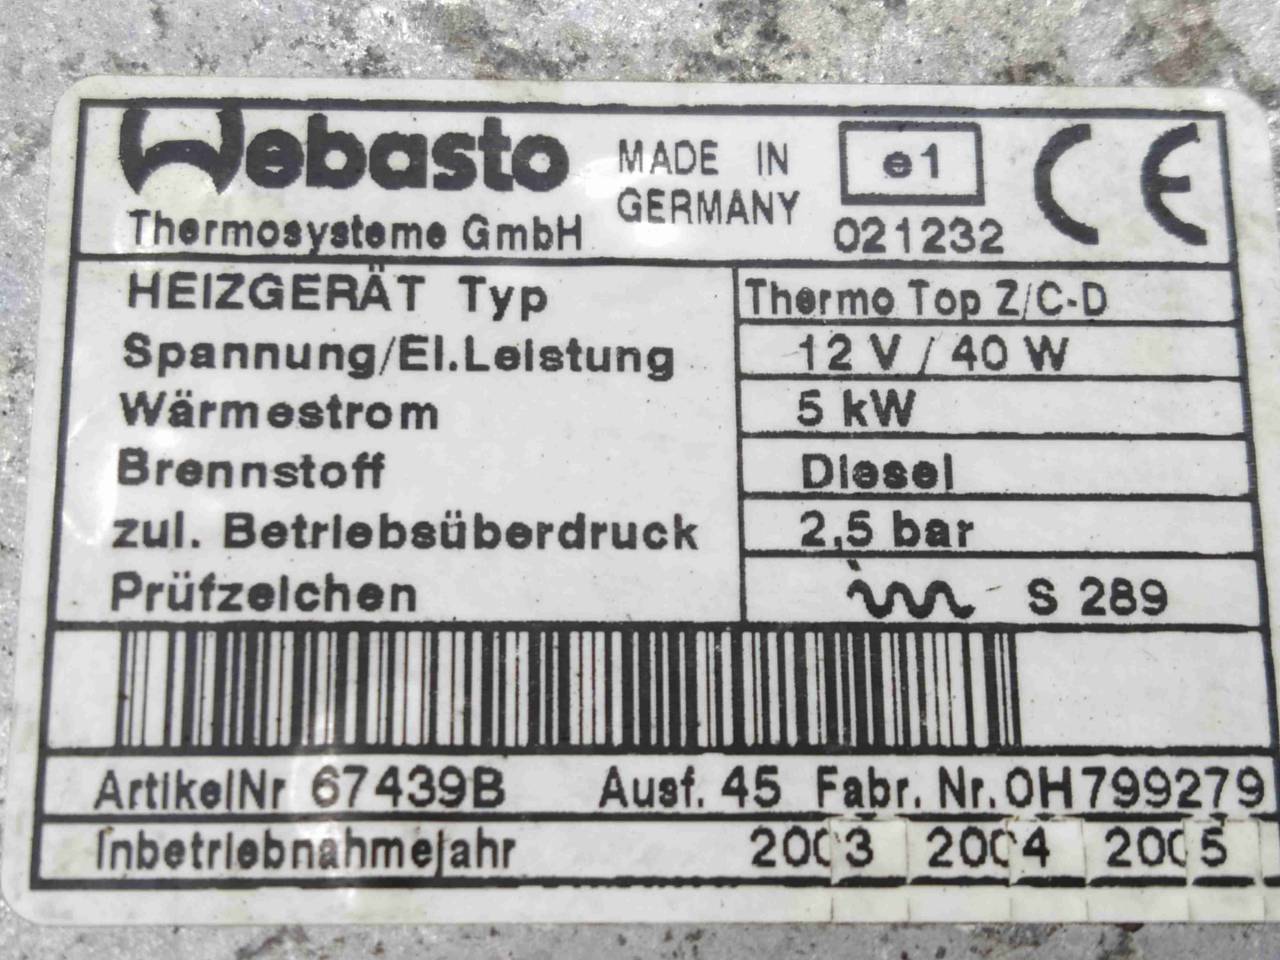 Webasto
Thermosysteme GmbH
MADE IN
GERMANY
e1
021232
CE
HEIZGERÄT Typ Thermo Top Z/C-D
Spannung/El.Leistung 12 V / 40 W
Wärmestrom 5 kW
Brennstoff Diesel
zul. Betriebsüberdruck 2,5 bar
Prüfzeichen S 289
ArtikelNr 67439B Ausf. 45 Fabr. Nr. 0H799279
Inbetriebnahmejahr 2003 2004 2005